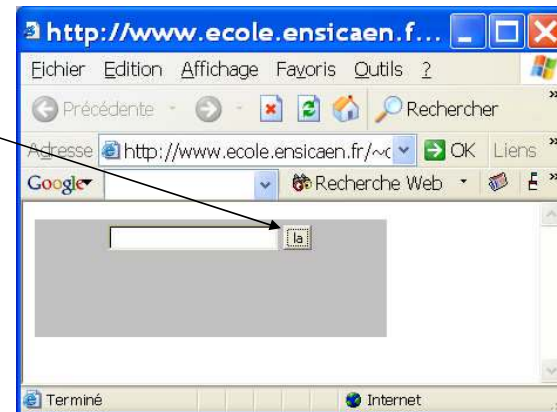 http://www.ecole.ensicaen.f...
Fichier Edition Affichage Favoris Outils ?
Précédente Rechercher »
Adresse http://www.ecole.ensicaen.fr/~c OK Liens »
Google Recherche Web »
la
Terminé Internet